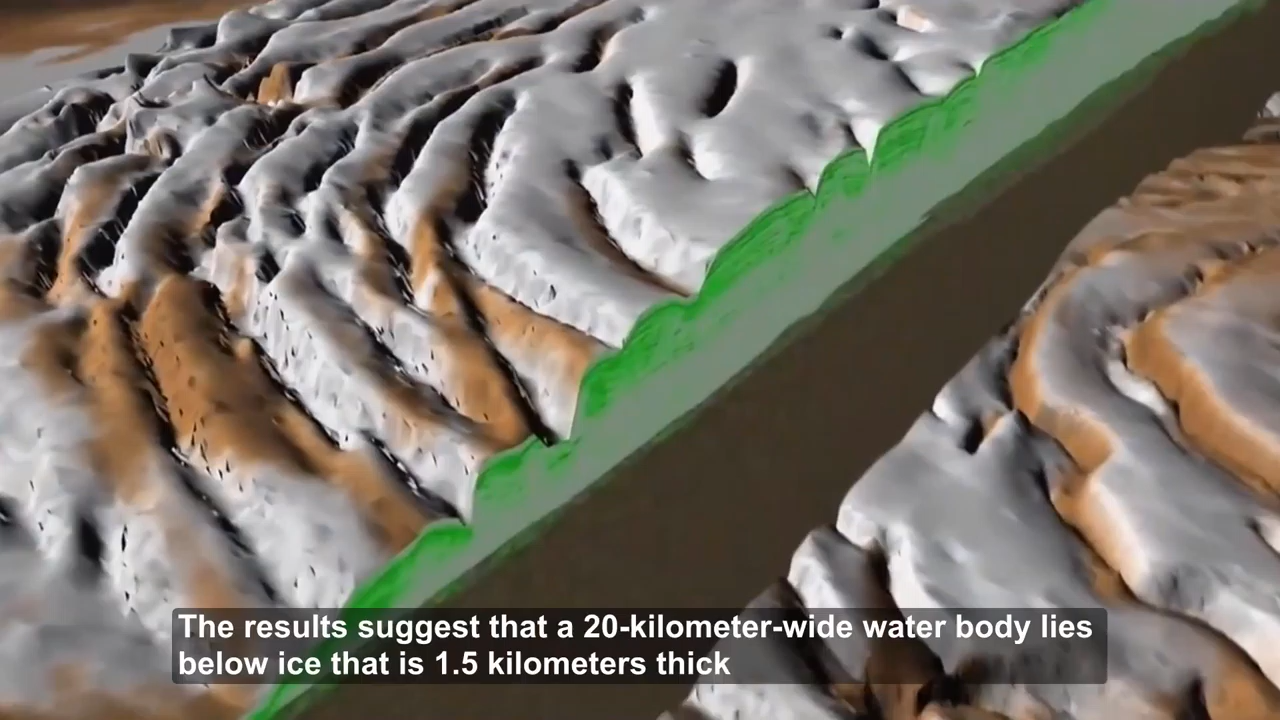 The results suggest that a 20-kilometer-wide water body lies
below ice that is 1.5 kilometers thick